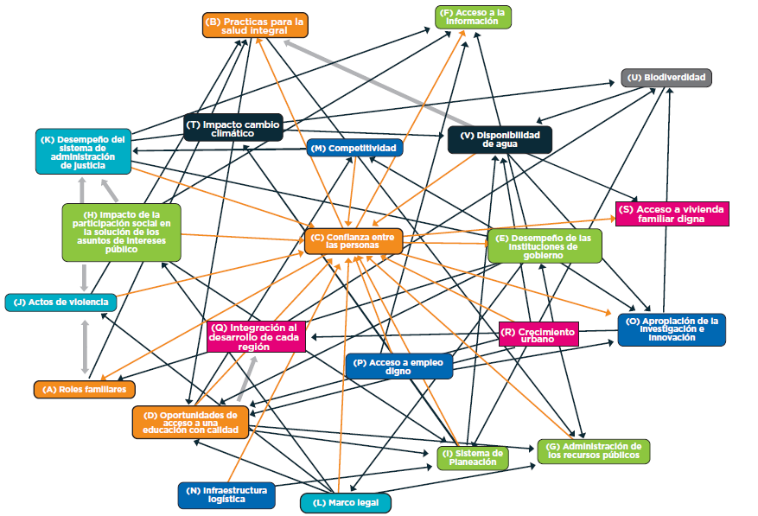 (B) Practicas para la
salud integral
(F) Acceso a la
Información
(U) Biodiverdidad
(T) Impacto cambio
climático
(V) Disponibilidad
de agua
(K) Desempeño del
sistema de
administración
de justicia
(M) Competitividad
(S) Acceso a vivienda
familiar digna
(H) Impacto de la
participación social en
la solución de los
asuntos de intereses
público
(C) Confianza entre
las personas
(E) Desempeño de las
instituciones de
gobierno
(J) Actos de violencia
(Q) Integración al
desarrollo de cada
región
(R) Crecimiento
urbano
(O) Apropiación de la
investigación e
innovación
(P) Acceso a empleo
digno
(A) Roles familiares
(D) Oportunidades de
acceso a una
educación con calidad
(I) Sistema de
Planeación
(G) Administración de
los recursos públicos
(N) Infraestructura
logística
(L) Marco legal